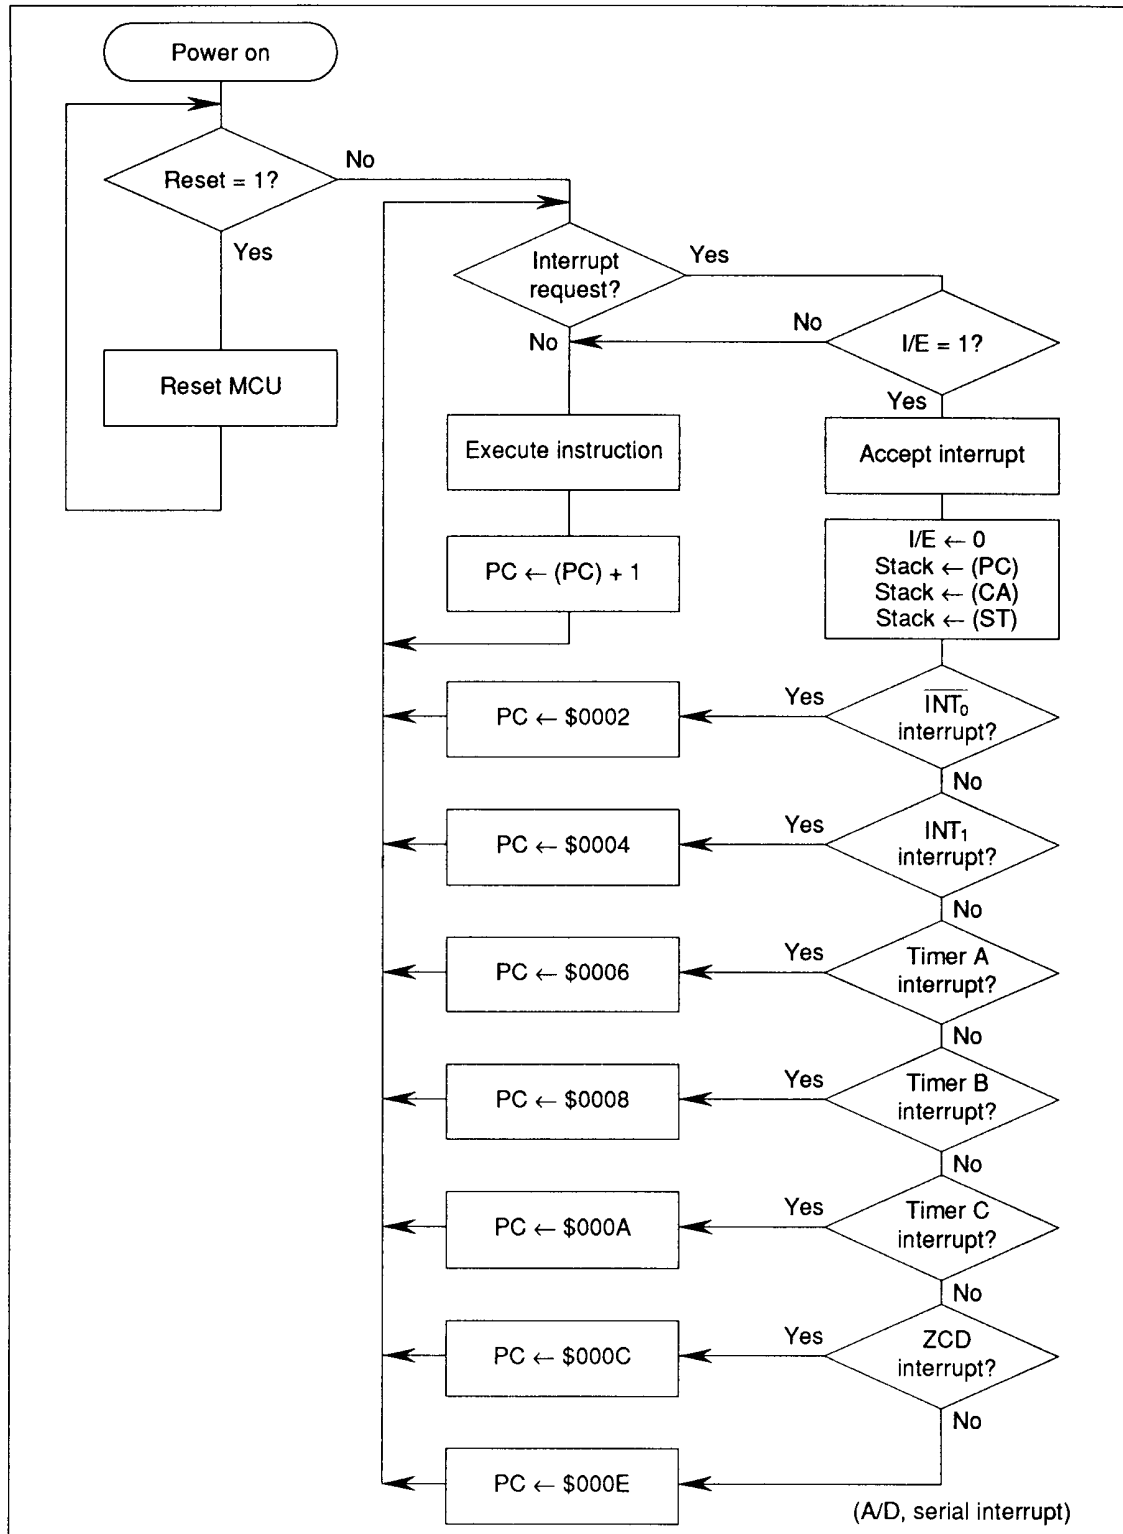 Power on
Reset = 1?
No
Yes
Reset MCU
Interrupt
request?
Yes
No
I/E = 1?
No
Yes
Execute instruction
PC ← (PC) + 1
Accept interrupt
I/E ← 0
Stack ← (PC)
Stack ← (CA)
Stack ← (ST)
INT₀
interrupt?
Yes
PC ← $0002
No
INT₁
interrupt?
Yes
PC ← $0004
No
Timer A
interrupt?
Yes
PC ← $0006
No
Timer B
interrupt?
Yes
PC ← $0008
No
Timer C
interrupt?
Yes
PC ← $000A
No
ZCD
interrupt?
Yes
PC ← $000C
No
PC ← $000E
(A/D, serial interrupt)